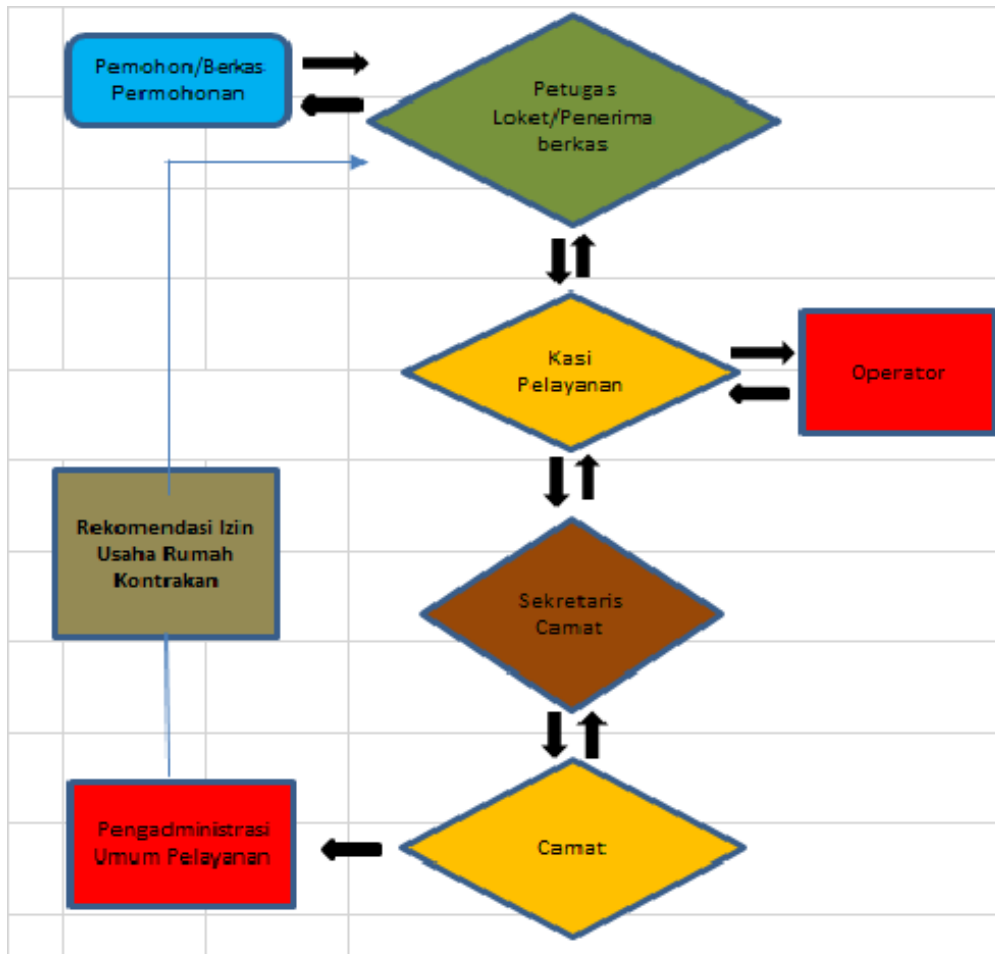 Pemohon/Berkas
Permohonan
Petugas
Loket/Penerima
berkas
Kasi
Pelayanan
Operator
Rekomendasi Izin
Usaha Rumah
Kontrakan
Sekretaris
Camat
Pengadministrasi
Umum Pelayanan
Camat